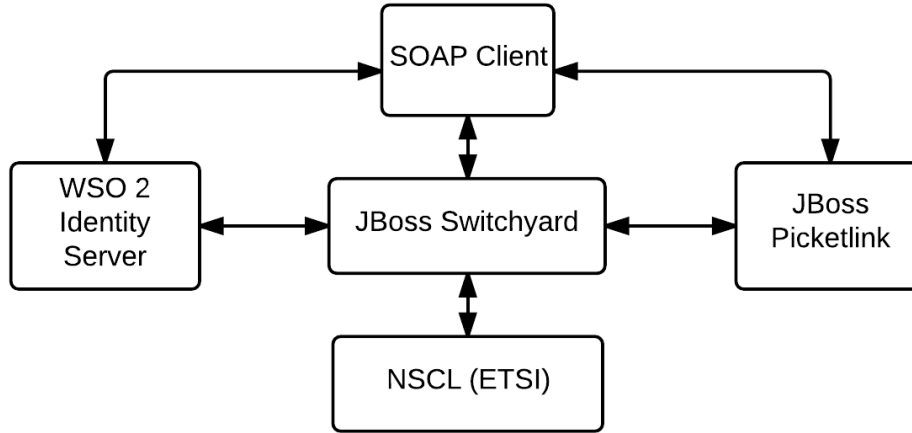 SOAP Client
WSO 2
Identity
Server
JBoss Switchyard
JBoss
Picketlink
NSCL (ETSI)